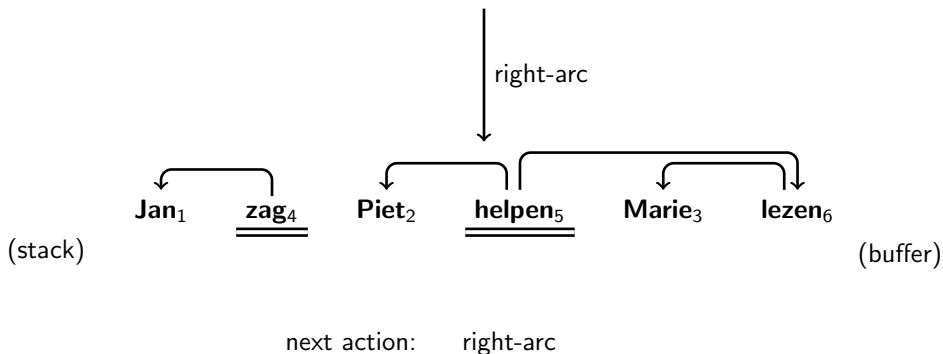 right-arc
Jan₁ zag₄ Piet₂ helpen₅ Marie₃ lezen₆
(stack) (buffer)
next action: right-arc